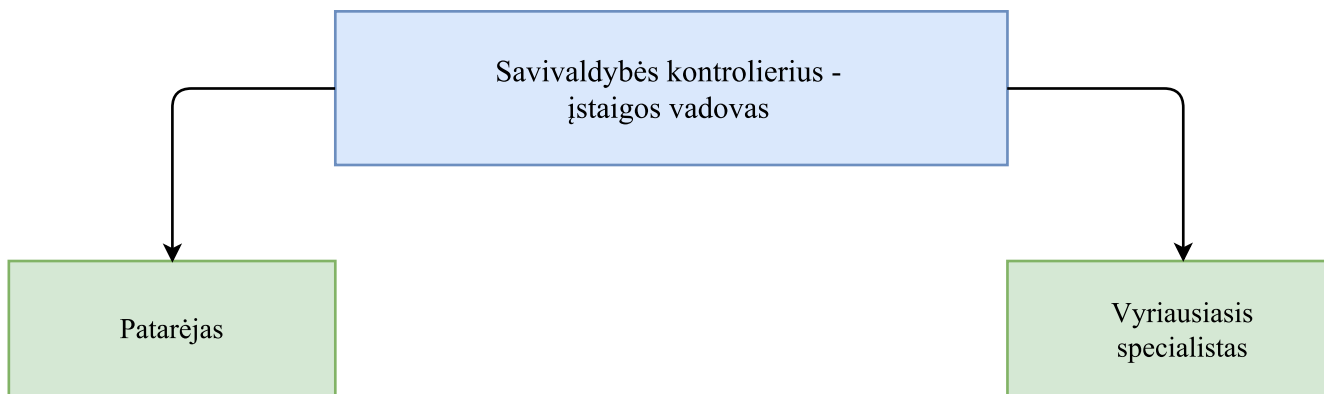 Savivaldybės kontrolierius -
įstaigos vadovas
Patarėjas
Vyriausiasis
specialistas